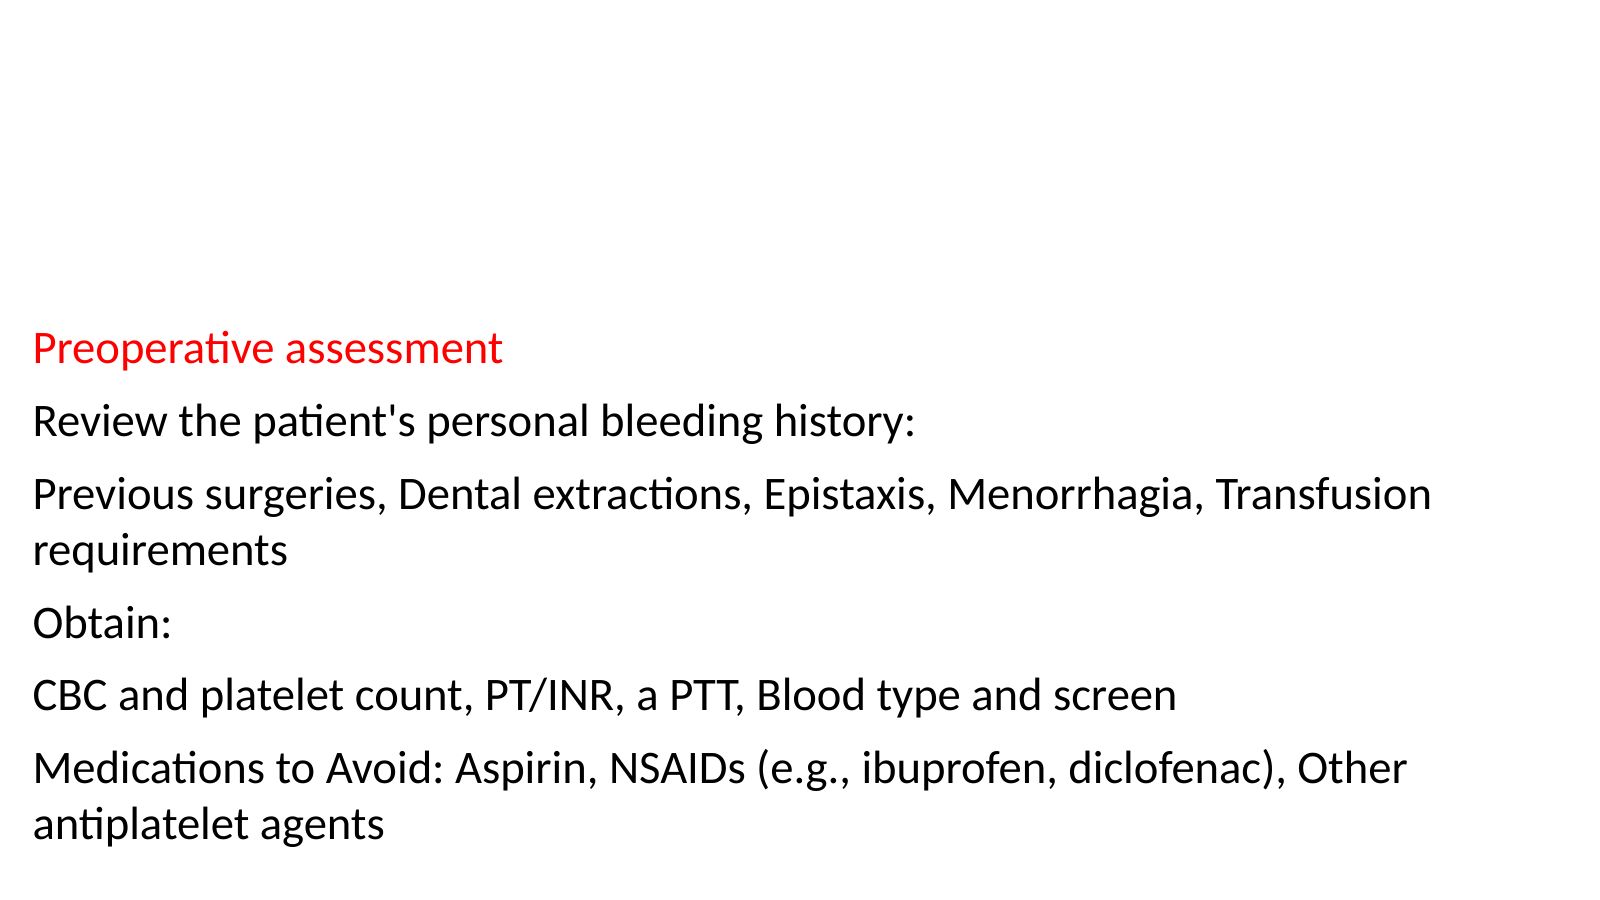 Preoperative assessment
Review the patient's personal bleeding history:
Previous surgeries, Dental extractions, Epistaxis, Menorrhagia, Transfusion
requirements
Obtain:
CBC and platelet count, PT/INR, a PTT, Blood type and screen
Medications to Avoid: Aspirin, NSAIDs (e.g., ibuprofen, diclofenac), Other
antiplatelet agents